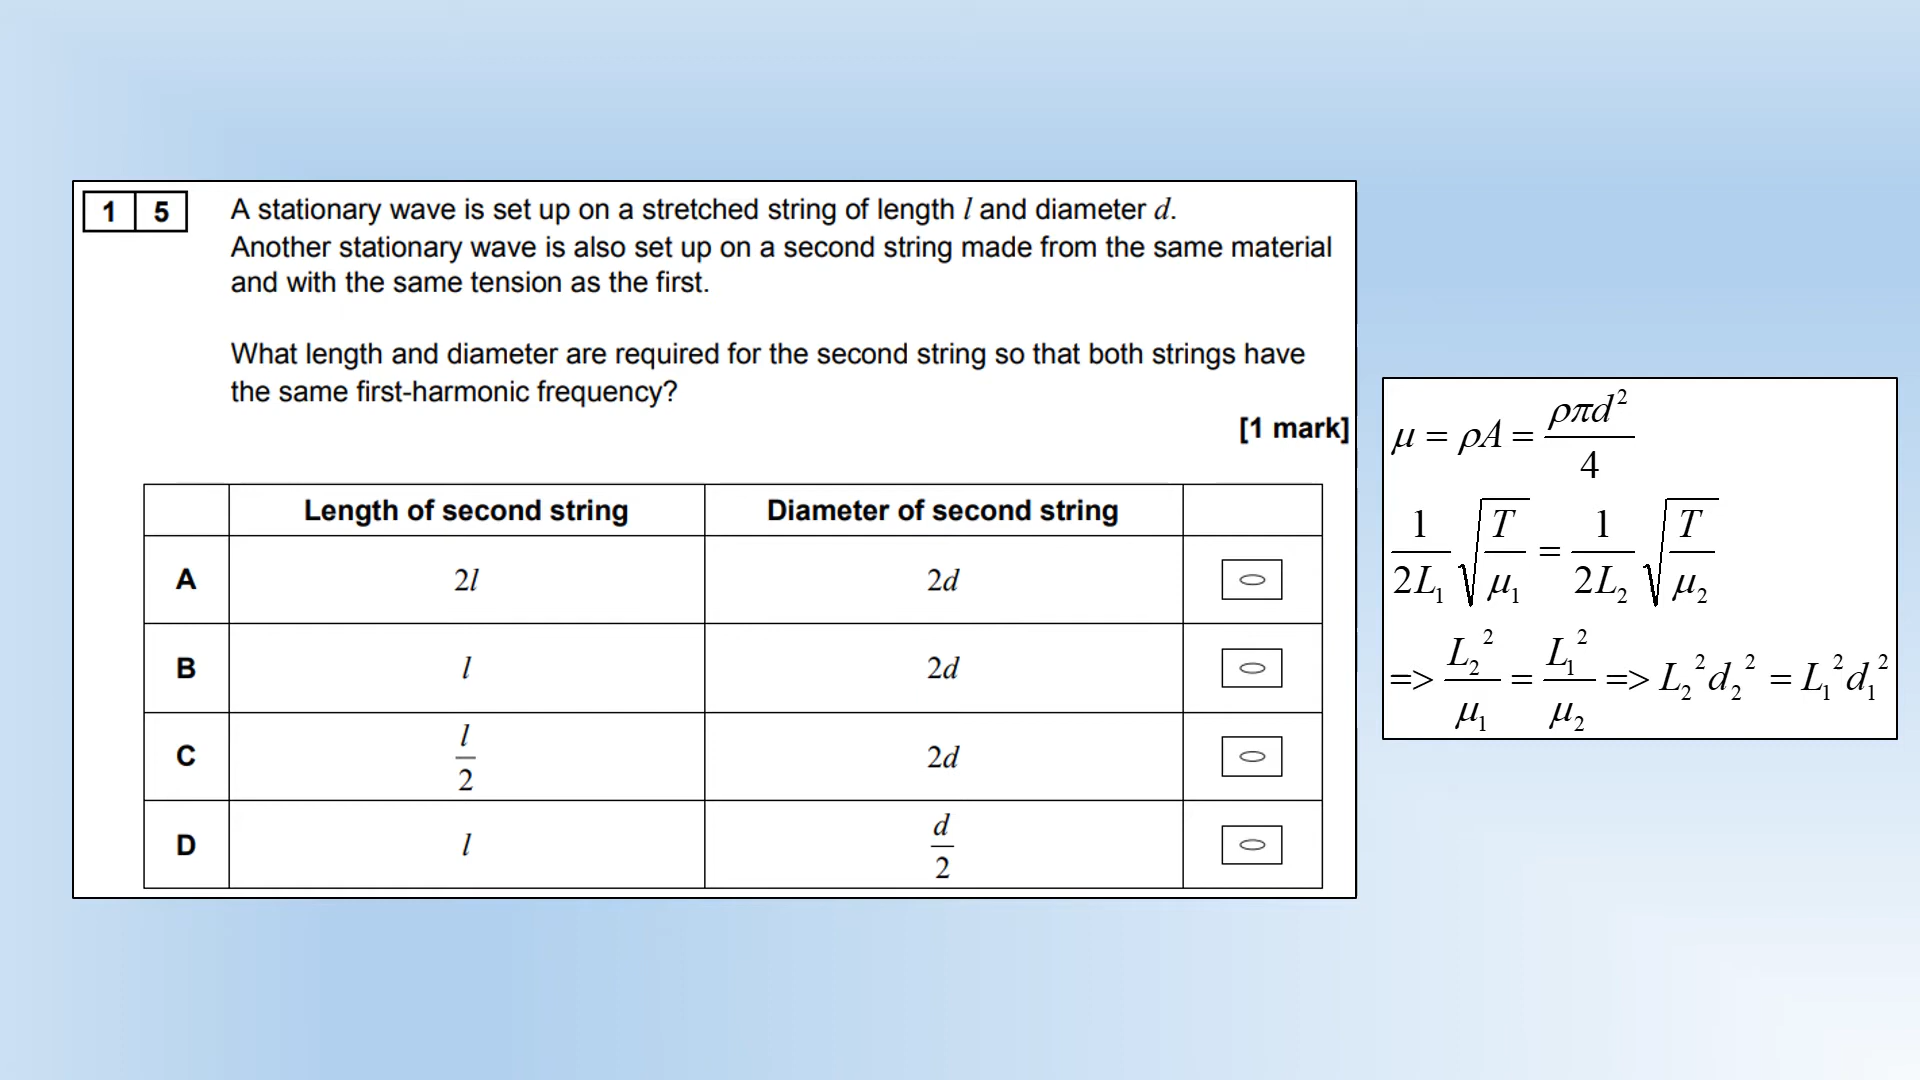 1 5
A stationary wave is set up on a stretched string of length l and diameter d.
Another stationary wave is also set up on a second string made from the same material
and with the same tension as the first.
What length and diameter are required for the second string so that both strings have
the same first-harmonic frequency?
[1 mark]
Length of second string Diameter of second string
A 2l 2d
B l 2d
C l/2 2d
D l d/2
μ = ρA = ρπd²/4
1/2L₁ √T/μ₁ = 1/2L₂ √T/μ₂
=> L₂²/μ₁ = L₁²/μ₂ => L₂²d₂² = L₁²d₁²